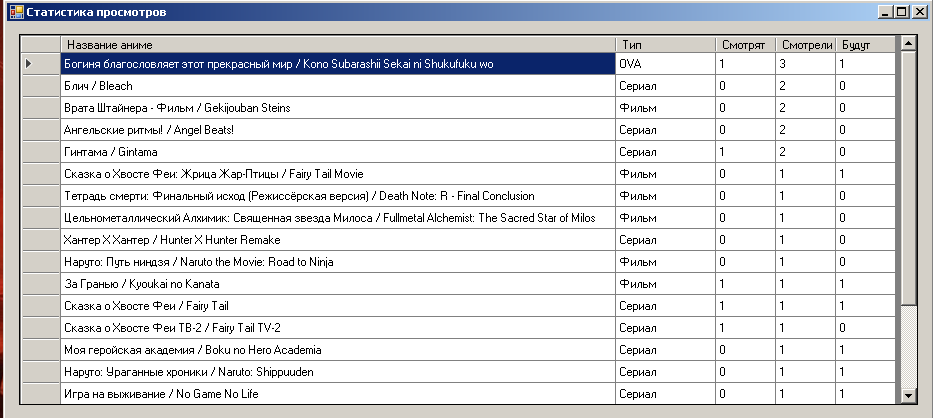 Статистика просмотров
Название аниме Тип Смотрят Смотрели Будут
Богиня благословляет этот прекрасный мир / Kono Subarashii Sekai ni Shukufuku wo OVA 1 3 1
Блич / Bleach Сериал 0 2 0
Врата Штайнера - Фильм / Gekijouban Steins Фильм 0 2 0
Ангельские ритмы! / Angel Beats! Сериал 0 2 0
Гинтама / Gintama Сериал 1 2 0
Сказка о Хвосте Феи: Жрица Жар-Птицы / Fairy Tail Movie Фильм 0 1 1
Тетрадь смерти: Финальный исход (Режиссёрская версия) / Death Note: R - Final Conclusion Фильм 0 1 0
Цельнометаллический Алхимик: Священная звезда Милоса / Fullmetal Alchemist: The Sacred Star of Milos Фильм 0 1 0
Хантер X Хантер / Hunter X Hunter Remake Сериал 0 1 0
Наруто: Путь ниндзя / Naruto the Movie: Road to Ninja Фильм 0 1 0
За Гранью / Kyoukai no Kanata Фильм 1 1 1
Сказка о Хвосте Феи / Fairy Tail Сериал 1 1 1
Сказка о Хвосте Феи ТВ-2 / Fairy Tail TV-2 Сериал 1 1 0
Моя геройская академия / Boku no Hero Academia Сериал 0 1 1
Наруто: Ураганные хроники / Naruto: Shippuuden Сериал 0 1 1
Игра на выживание / No Game No Life Сериал 0 1 1